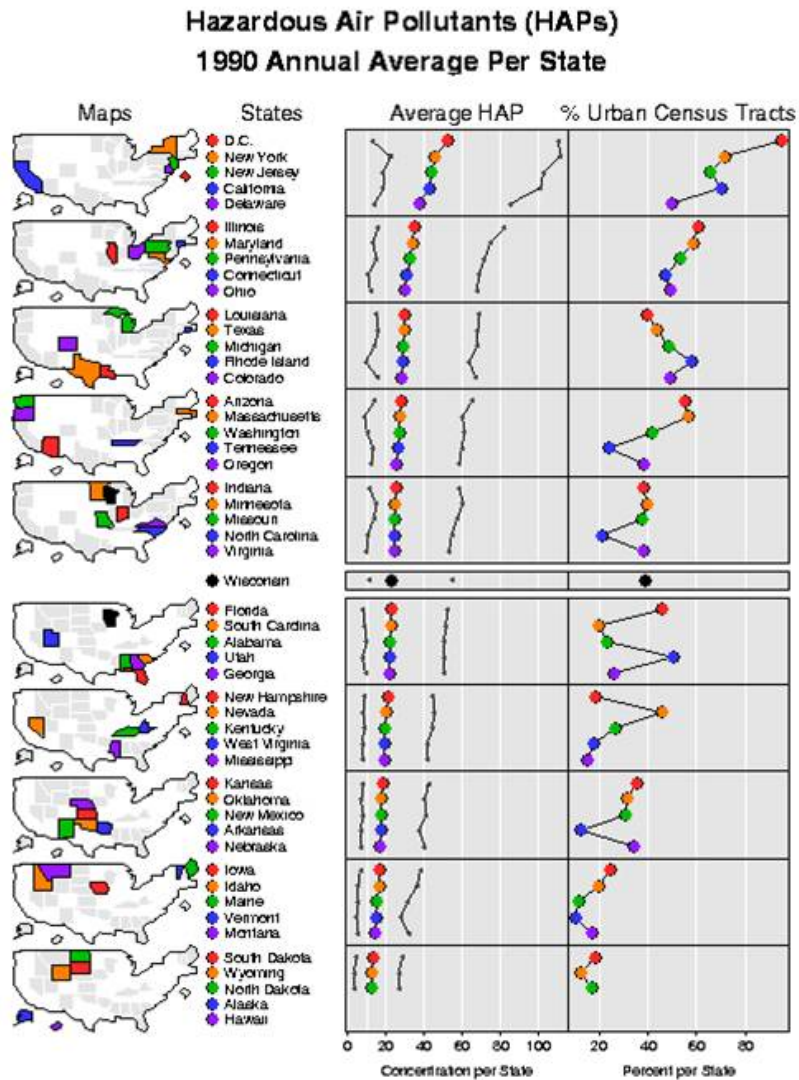 Hazardous Air Pollutants (HAPs)
1990 Annual Average Per State
Maps States Average HAP % Urban Census Tracts
D.C.
New York
New Jersey
California
Delaware
Illinois
Maryland
Pennsylvania
Connecticut
Ohio
Louisiana
Texas
Michigan
Rhode Island
Colorado
Arizona
Massachusetts
Washington
Tennessee
Oregon
Indiana
Minnesota
Missouri
North Carolina
Virginia
Wisconsin
Florida
South Carolina
Alabama
Utah
Georgia
New Hampshire
Nevada
Kentucky
West Virginia
Mississippi
Kansas
Oklahoma
New Mexico
Arkansas
Nebraska
Iowa
Idaho
Maine
Vermont
Montana
South Dakota
Wyoming
North Dakota
Alaska
Hawaii
0 20 40 60 80 100 20 40 60 80
Concentration per State Percent per State